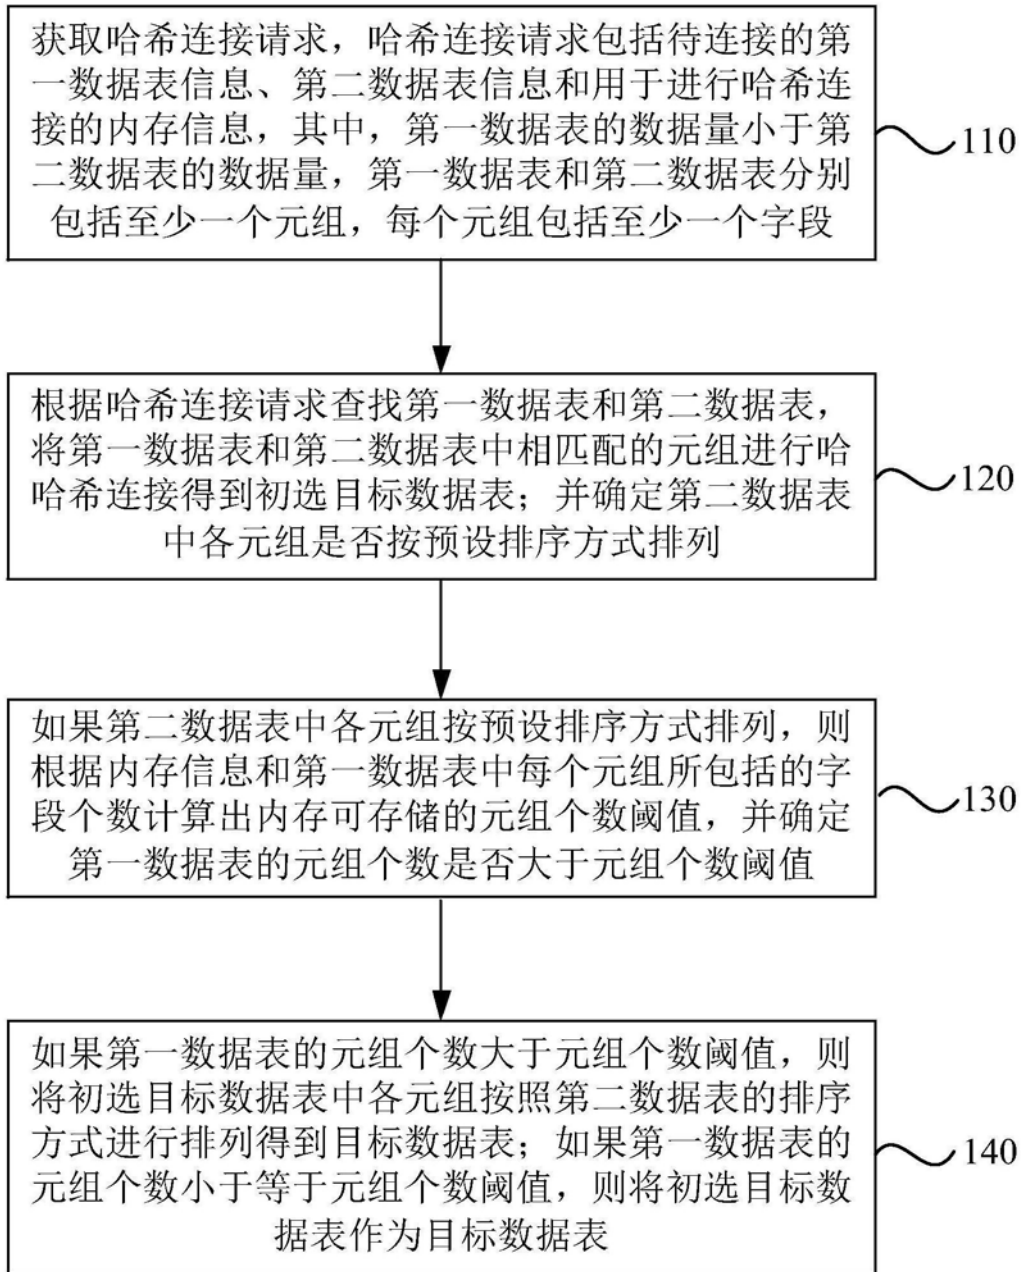 获取哈希连接请求，哈希连接请求包括待连接的第
一数据表信息、第二数据表信息和用于进行哈希连
接的内存信息，其中，第一数据表的数据量小于第
二数据表的数据量，第一数据表和第二数据表分别
包括至少一个元组，每个元组包括至少一个字段
110
根据哈希连接请求查找第一数据表和第二数据表，
将第一数据表和第二数据表中相匹配的元组进行哈
哈希连接得到初选目标数据表；并确定第二数据表
中各元组是否按预设排序方式排列
120
如果第二数据表中各元组按预设排序方式排列，则
根据内存信息和第一数据表中每个元组所包括的字
段个数计算出内存可存储的元组个数阈值，并确定
第一数据表的元组个数是否大于元组个数阈值
130
如果第一数据表的元组个数大于元组个数阈值，则
将初选目标数据表中各元组按照第二数据表的排序
方式进行排列得到目标数据表；如果第一数据表的
元组个数小于等于元组个数阈值，则将初选目标数
据表作为目标数据表
140